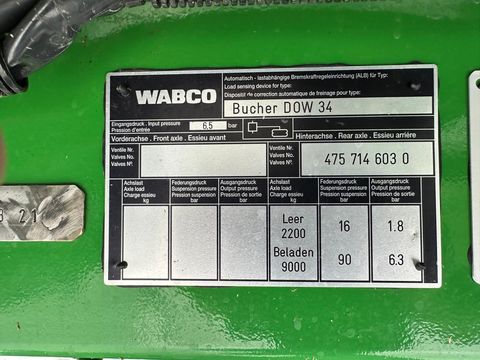 WABCO
Automatisch - lastabhängige Bremskraftregeleinrichtung (ALB) für Typ:
Load sensing device for type:
Dispositif de correction automatique de freinage pour type:
Bucher DOW 34
Eingangsdruck . Input pressure
Pression d'entrée
6.5 bar
Vorderachse . Front axle . Essieu avant
Hinterachse . Rear axle . Essieu arrière
Ventile Nr.
Valves No.
Valves N°.
Ventile Nr.
Valves No.
Valves N°.
475 714 603 0
Achslast Axle load Charge essieu kg
Federungsdruck Suspension pressure Pression suspension bar
Ausgangsdruck Output pressure Pression de sortie bar
Achslast Axle load Charge essieu kg
Federungsdruck Suspension pressure Pression suspension bar
Ausgangsdruck Output pressure Pression de sortie bar
Leer 2200 16 1.8
Beladen 9000 90 6.3
21